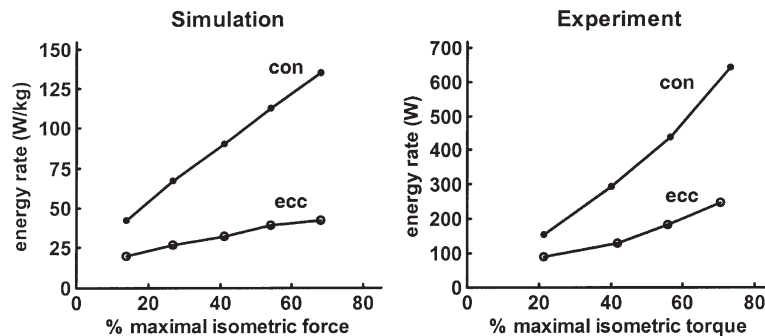 Simulation
energy rate (W/kg)
150
125
100
75
50
25
0
con
ecc
0 20 40 60 80
% maximal isometric force
Experiment
energy rate (W)
700
600
500
400
300
200
100
0
con
ecc
0 20 40 60 80
% maximal isometric torque